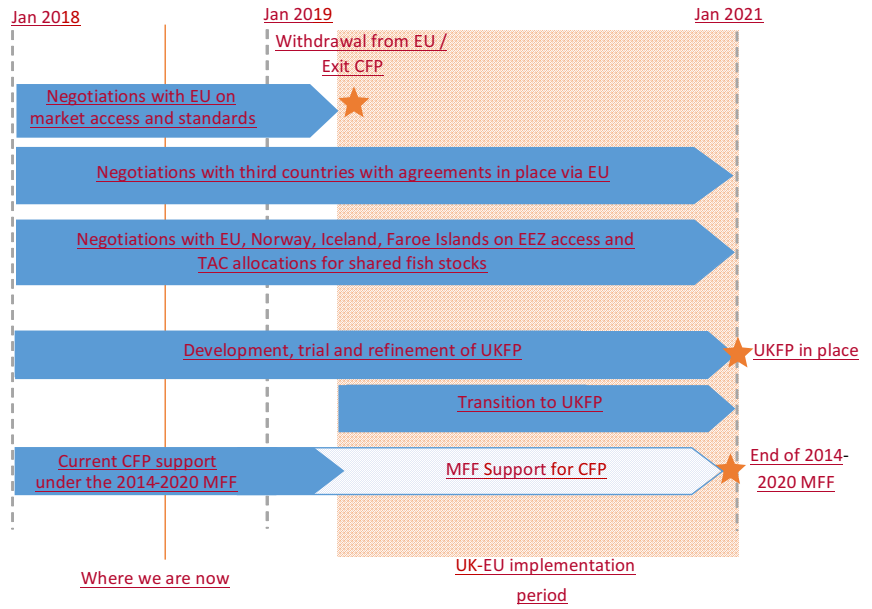 Jan 2018
Jan 2019
Jan 2021
Withdrawal from EU /
Exit CFP
Negotiations with EU on
market access and standards
Negotiations with third countries with agreements in place via EU
Negotiations with EU, Norway, Iceland, Faroe Islands on EEZ access and
TAC allocations for shared fish stocks
Development, trial and refinement of UKFP
UKFP in place
Transition to UKFP
Current CFP support
under the 2014-2020 MFF
MFF Support for CFP
End of 2014-
2020 MFF
Where we are now
UK-EU implementation
period